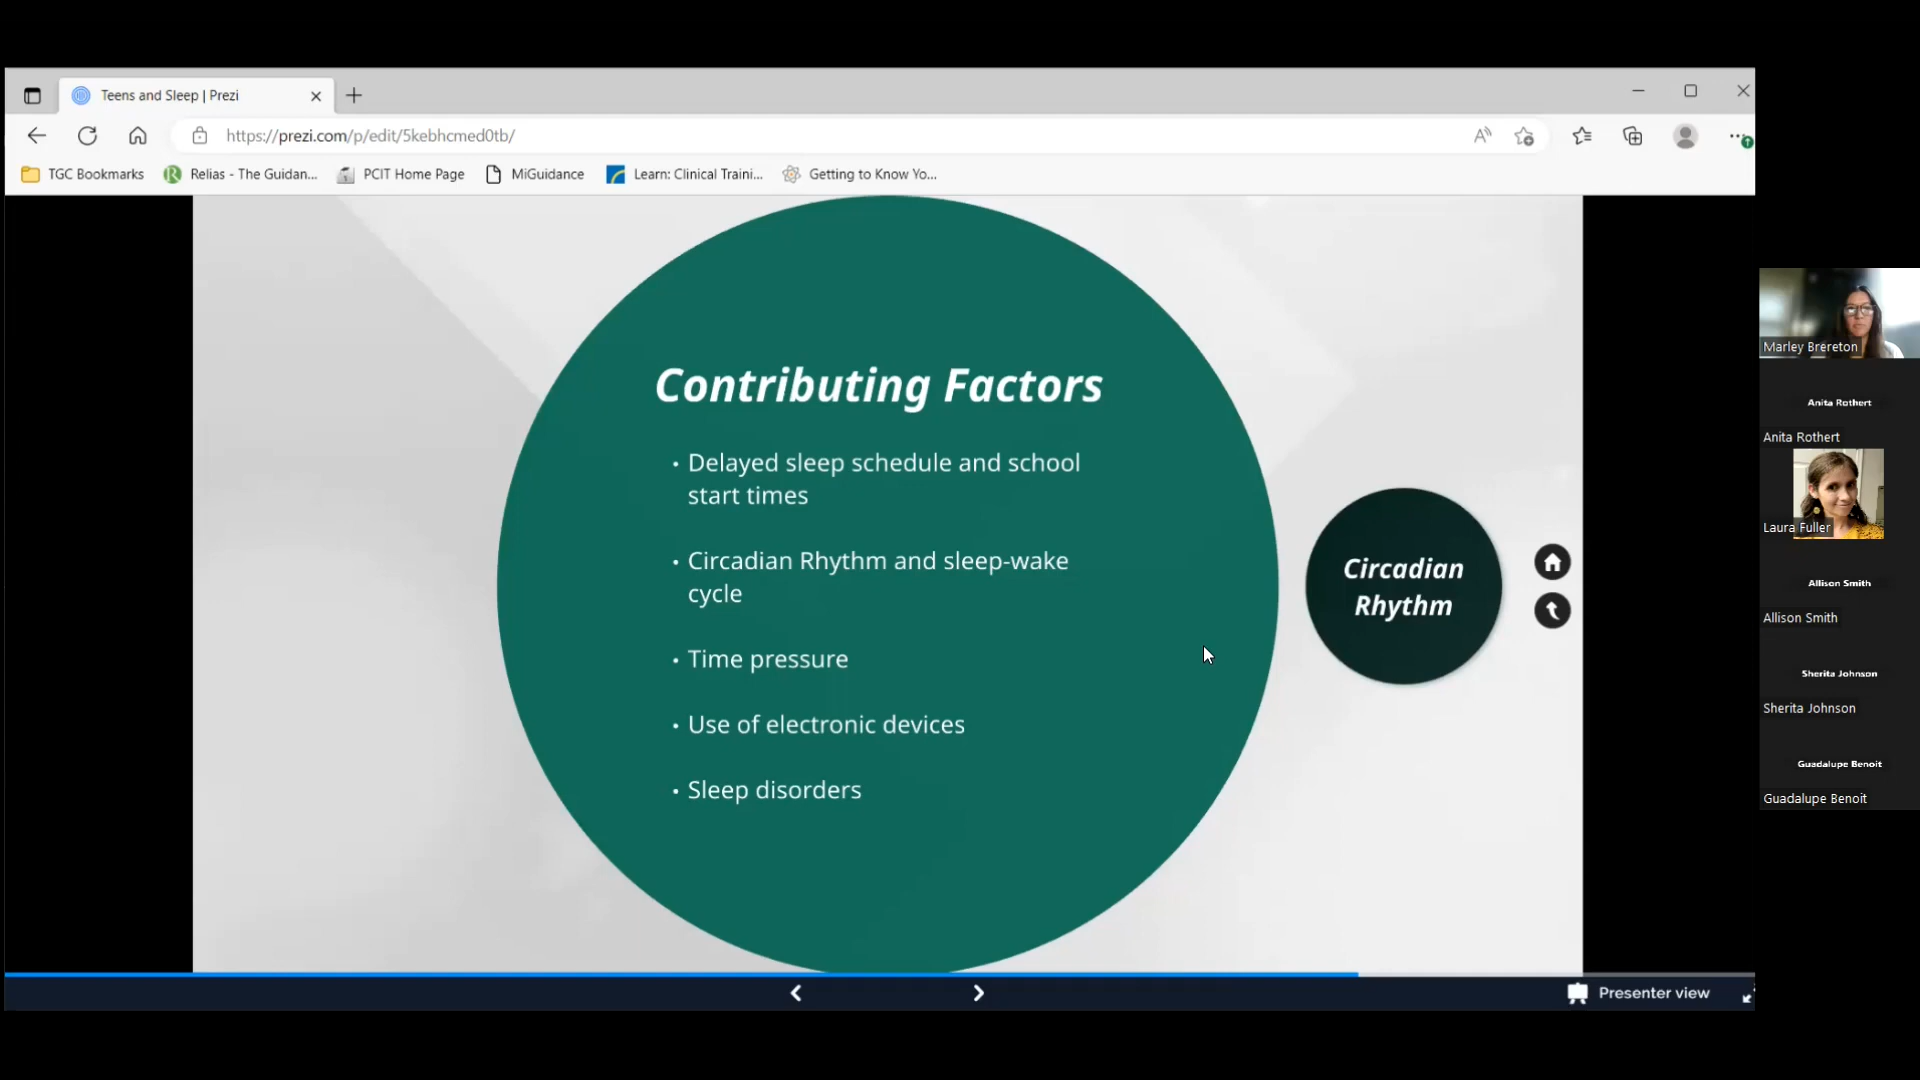 Teens and Sleep | Prezi
https://prezi.com/p/edit/5kebhcmed0tb/
TGC Bookmarks
Relias - The Guidan...
PCIT Home Page
MiGuidance
Learn: Clinical Traini...
Getting to Know Yo...
Contributing Factors
• Delayed sleep schedule and school
start times
• Circadian Rhythm and sleep-wake
cycle
• Time pressure
• Use of electronic devices
• Sleep disorders
Circadian
Rhythm
Presenter view
Marley Brereton
Anita Rothert
Anita Rothert
Laura Fuller
Allison Smith
Allison Smith
Sherita Johnson
Sherita Johnson
Guadalupe Benoit
Guadalupe Benoit